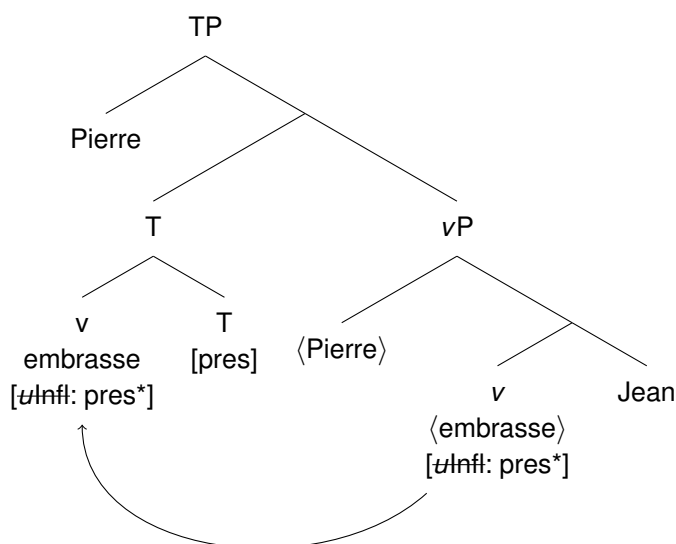 TP
Pierre
T vP
v T ⟨Pierre⟩
embrasse [pres]
[uInfl: pres*]
v Jean
⟨embrasse⟩
[uInfl: pres*]